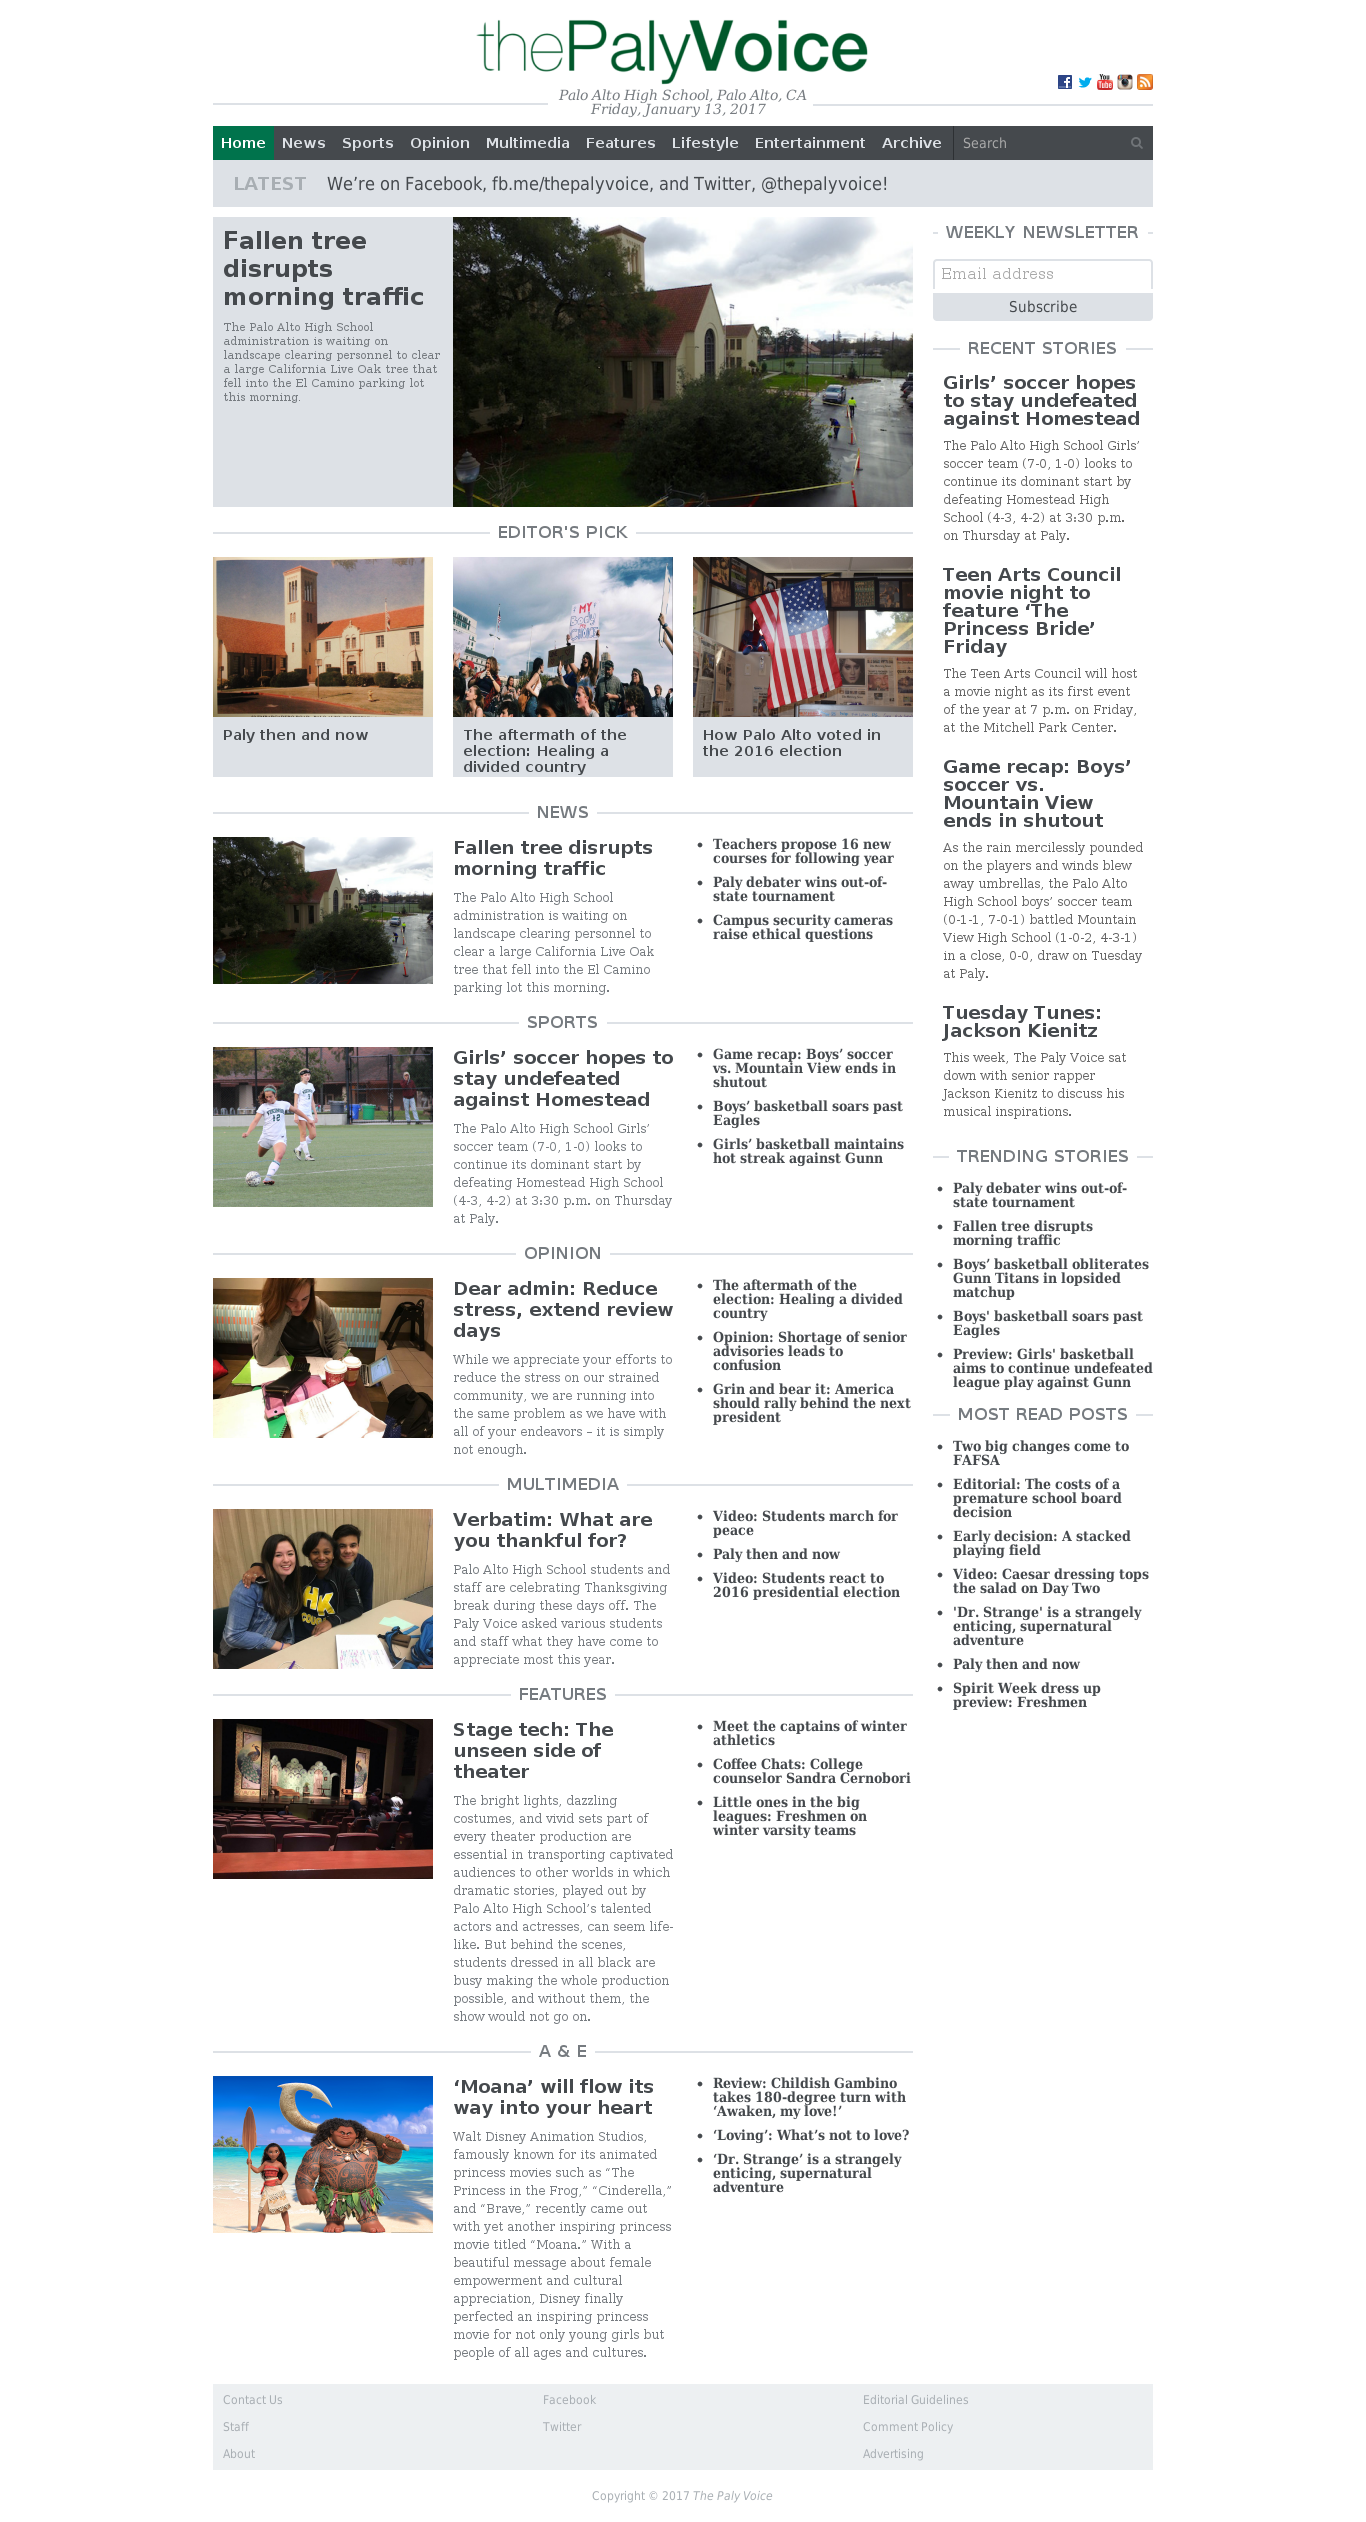 thePalyVoice
Palo Alto High School, Palo Alto, CA
Friday, January 13, 2017
Home News Sports Opinion Multimedia Features Lifestyle Entertainment Archive Search
LATEST We’re on Facebook, fb.me/thepalyvoice, and Twitter, @thepalyvoice!
Fallen tree
disrupts
morning traffic
The Palo Alto High School
administration is waiting on
landscape clearing personnel to clear
a large California Live Oak tree that
fell into the El Camino parking lot
this morning.
EDITOR'S PICK
MY
BODY
MY
CHOICE
Paly then and now
The aftermath of the
election: Healing a
divided country
How Palo Alto voted in
the 2016 election
NEWS
Fallen tree disrupts
morning traffic
The Palo Alto High School
administration is waiting on
landscape clearing personnel to
clear a large California Live Oak
tree that fell into the El Camino
parking lot this morning.
• Teachers propose 16 new
courses for following year
• Paly debater wins out-of-
state tournament
• Campus security cameras
raise ethical questions
SPORTS
12
Girls’ soccer hopes to
stay undefeated
against Homestead
The Palo Alto High School Girls’
soccer team (7-0, 1-0) looks to
continue its dominant start by
defeating Homestead High School
(4-3, 4-2) at 3:30 p.m. on Thursday
at Paly.
• Game recap: Boys’ soccer
vs. Mountain View ends in
shutout
• Boys’ basketball soars past
Eagles
• Girls’ basketball maintains
hot streak against Gunn
OPINION
Dear admin: Reduce
stress, extend review
days
While we appreciate your efforts to
reduce the stress on our strained
community, we are running into
the same problem as we have with
all of your endeavors – it is simply
not enough.
• The aftermath of the
election: Healing a divided
country
• Opinion: Shortage of senior
advisories leads to
confusion
• Grin and bear it: America
should rally behind the next
president
MULTIMEDIA
HK
Verbatim: What are
you thankful for?
Palo Alto High School students and
staff are celebrating Thanksgiving
break during these days off. The
Paly Voice asked various students
and staff what they have come to
appreciate most this year.
• Video: Students march for
peace
• Paly then and now
• Video: Students react to
2016 presidential election
FEATURES
Stage tech: The
unseen side of
theater
The bright lights, dazzling
costumes, and vivid sets part of
every theater production are
essential in transporting captivated
audiences to other worlds in which
dramatic stories, played out by
Palo Alto High School’s talented
actors and actresses, can seem life-
like. But behind the scenes,
students dressed in all black are
busy making the whole production
possible, and without them, the
show would not go on.
• Meet the captains of winter
athletics
• Coffee Chats: College
counselor Sandra Cernobori
• Little ones in the big
leagues: Freshmen on
winter varsity teams
A & E
‘Moana’ will flow its
way into your heart
Walt Disney Animation Studios,
famously known for its animated
princess movies such as “The
Princess in the Frog,” “Cinderella,”
and “Brave,” recently came out
with yet another inspiring princess
movie titled “Moana.” With a
beautiful message about female
empowerment and cultural
appreciation, Disney finally
perfected an inspiring princess
movie for not only young girls but
people of all ages and cultures.
• Review: Childish Gambino
takes 180-degree turn with
‘Awaken, my love!’
• ‘Loving’: What’s not to love?
• ‘Dr. Strange’ is a strangely
enticing, supernatural
adventure
WEEKLY NEWSLETTER
Email address
Subscribe
RECENT STORIES
Girls’ soccer hopes
to stay undefeated
against Homestead
The Palo Alto High School Girls’
soccer team (7-0, 1-0) looks to
continue its dominant start by
defeating Homestead High
School (4-3, 4-2) at 3:30 p.m.
on Thursday at Paly.
Teen Arts Council
movie night to
feature ‘The
Princess Bride’
Friday
The Teen Arts Council will host
a movie night as its first event
of the year at 7 p.m. on Friday,
at the Mitchell Park Center.
Game recap: Boys’
soccer vs.
Mountain View
ends in shutout
As the rain mercilessly pounded
on the players and winds blew
away umbrellas, the Palo Alto
High School boys’ soccer team
(0-1-1, 7-0-1) battled Mountain
View High School (1-0-2, 4-3-1)
in a close, 0-0, draw on Tuesday
at Paly.
Tuesday Tunes:
Jackson Kienitz
This week, The Paly Voice sat
down with senior rapper
Jackson Kienitz to discuss his
musical inspirations.
TRENDING STORIES
• Paly debater wins out-of-
state tournament
• Fallen tree disrupts
morning traffic
• Boys’ basketball obliterates
Gunn Titans in lopsided
matchup
• Boys' basketball soars past
Eagles
• Preview: Girls' basketball
aims to continue undefeated
league play against Gunn
MOST READ POSTS
• Two big changes come to
FAFSA
• Editorial: The costs of a
premature school board
decision
• Early decision: A stacked
playing field
• Video: Caesar dressing tops
the salad on Day Two
• 'Dr. Strange' is a strangely
enticing, supernatural
adventure
• Paly then and now
• Spirit Week dress up
preview: Freshmen
Contact Us Facebook Editorial Guidelines
Staff Twitter Comment Policy
About Advertising
Copyright © 2017 The Paly Voice